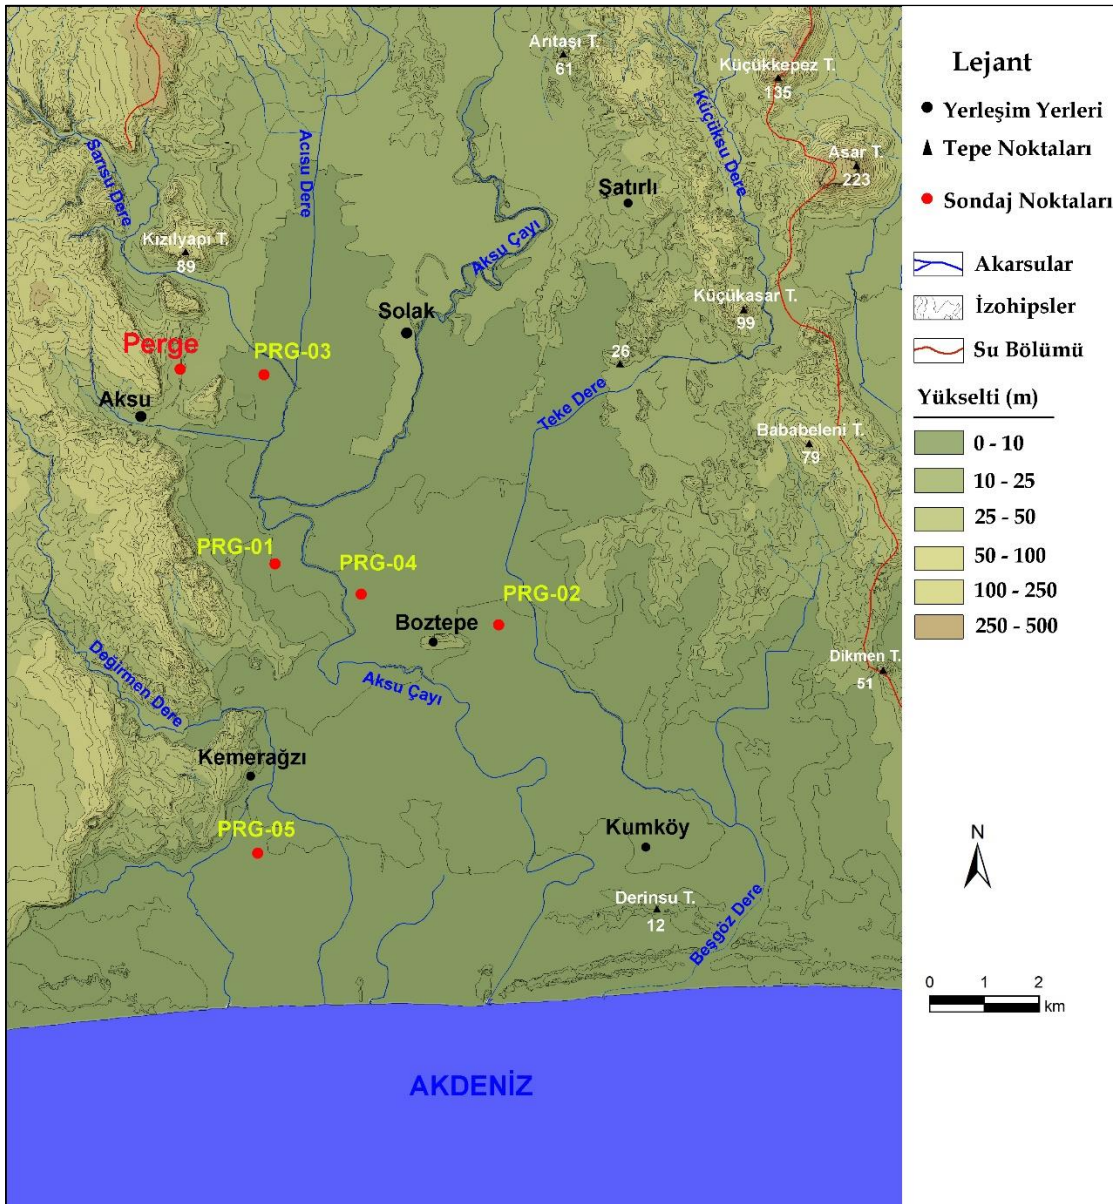 Arıtaşı T.
61
Küçükkepez T.
135
Küçüksu Dere
Asar T.
223
Sarısu Dere
Acısu Dere
Şatırlı
Aksu Çayı
Kızılyapı T.
89
Solak
Küçükasar T.
99
Perge
PRG-03
26
Aksu
Teke Dere
Bababeleni T.
79
PRG-01
PRG-04
PRG-02
Boztepe
Dikmen T.
51
Değirmen Dere
Aksu Çayı
Kemerağzı
PRG-05
Kumköy
Derinsu T.
12
Beşgöz Dere
AKDENİZ
Lejant
Yerleşim Yerleri
Tepe Noktaları
Sondaj Noktaları
Akarsular
İzohipsler
Su Bölümü
Yükselti (m)
0 - 10
10 - 25
25 - 50
50 - 100
100 - 250
250 - 500
N
0 1 2
km